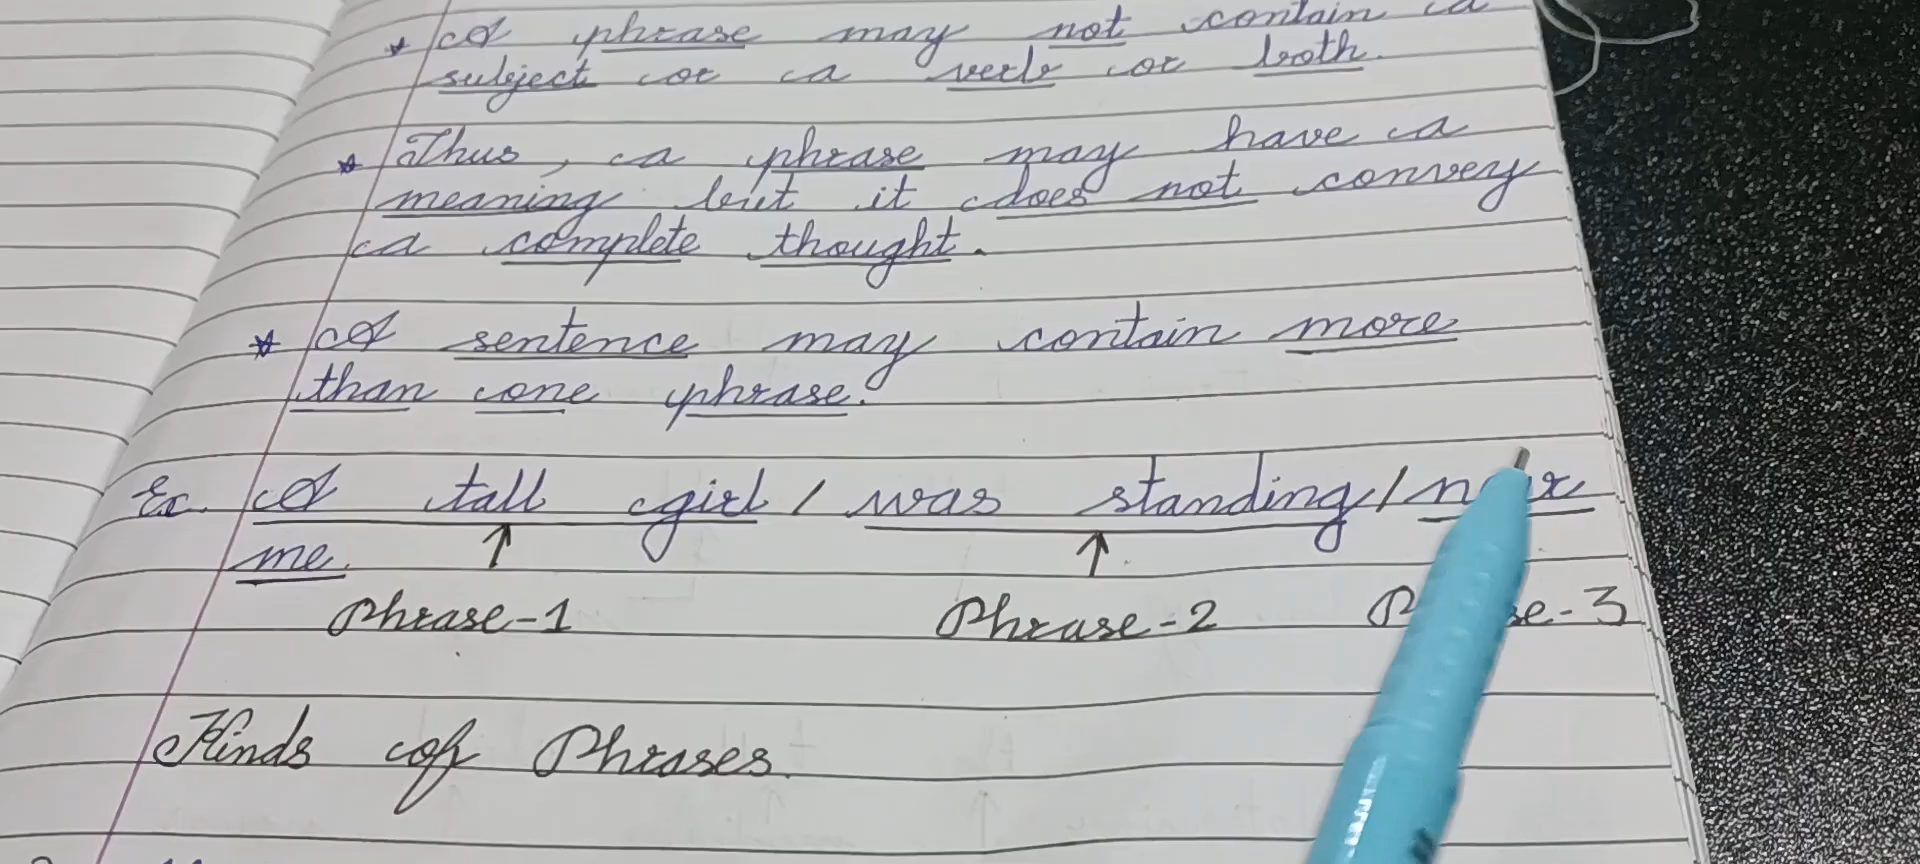 * A phrase may not contain a
subject or a verb or both.
* Thus, a phrase may have a
meaning but it does not convey
a complete thought.
* A sentence may contain more
than one phrase.
Ex. A tall girl / was standing /
me.
Phrase-1 Phrase-2
Kinds of Phrases.